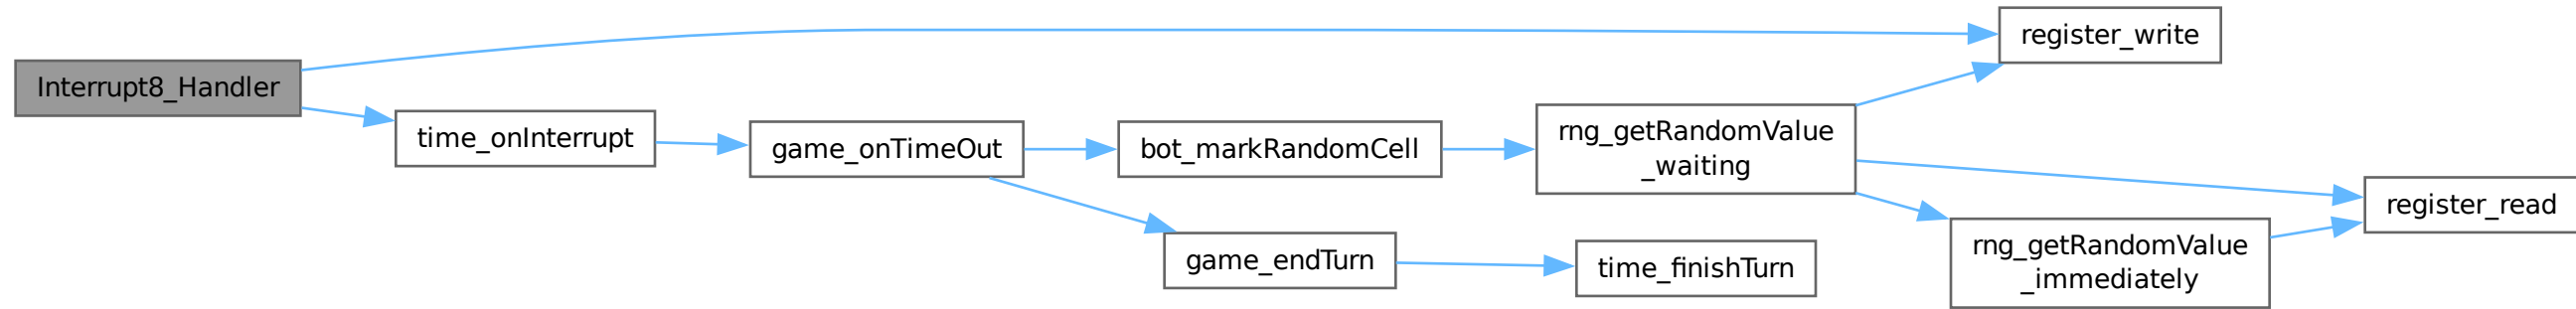 Interrupt8_Handler
time_onInterrupt
game_onTimeOut
bot_markRandomCell
game_endTurn
rng_getRandomValue
_waiting
time_finishTurn
register_write
rng_getRandomValue
_immediately
register_read